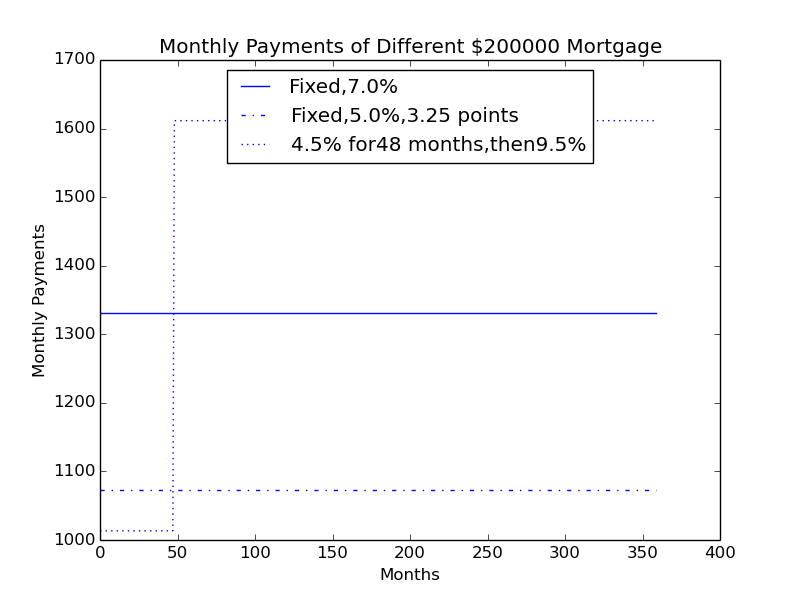 Monthly Payments of Different $200000 Mortgage
1700
1600
1500
1400
1300
1200
1100
1000
Monthly Payments
Fixed,7.0%
Fixed,5.0%,3.25 points
4.5% for48 months,then9.5%
0 50 100 150 200 250 300 350 400
Months